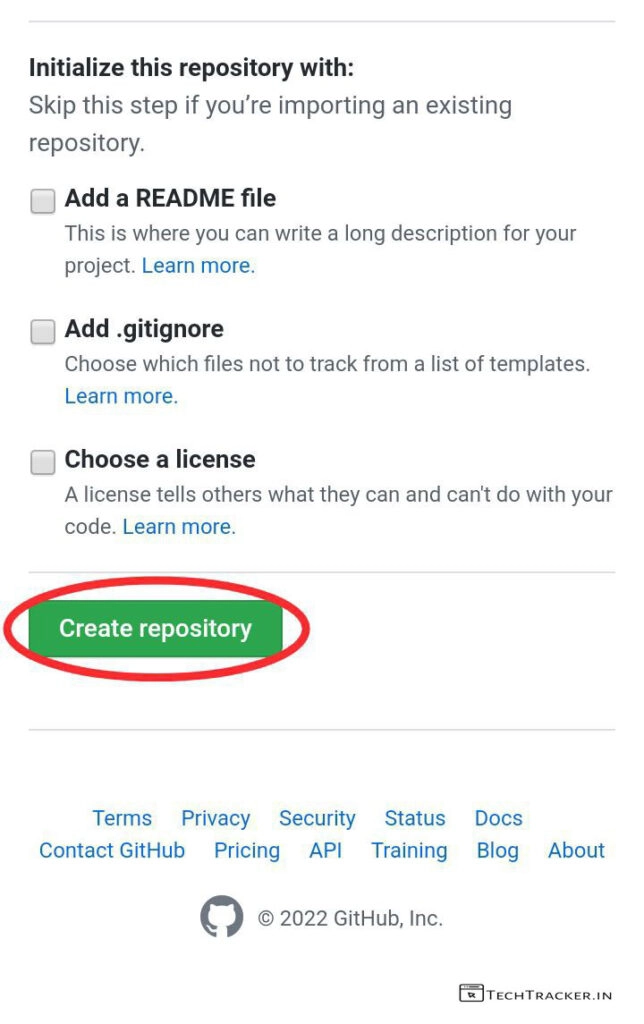 Initialize this repository with:
Skip this step if you’re importing an existing
repository.
Add a README file
This is where you can write a long description for your
project. Learn more.
Add .gitignore
Choose which files not to track from a list of templates.
Learn more.
Choose a license
A license tells others what they can and can't do with your
code. Learn more.
Create repository
Terms Privacy Security Status Docs
Contact GitHub Pricing API Training Blog About
© 2022 GitHub, Inc.
TECHTRACKER.IN